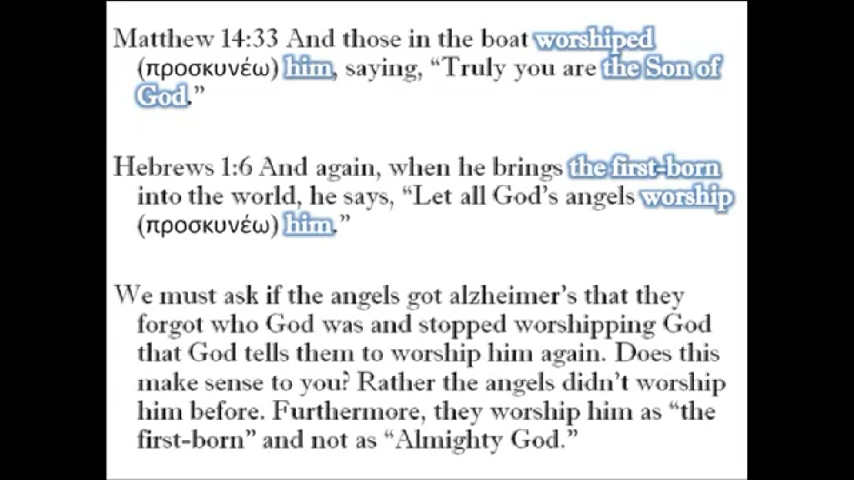 Matthew 14:33 And those in the boat worshiped
(προσκυνέω) him, saying, “Truly you are the Son of
God.”
Hebrews 1:6 And again, when he brings the first-born
into the world, he says, “Let all God’s angels worship
(προσκυνέω) him.”
We must ask if the angels got alzheimer’s that they
forgot who God was and stopped worshipping God
that God tells them to worship him again. Does this
make sense to you? Rather the angels didn’t worship
him before. Furthermore, they worship him as “the
first-born” and not as “Almighty God.”